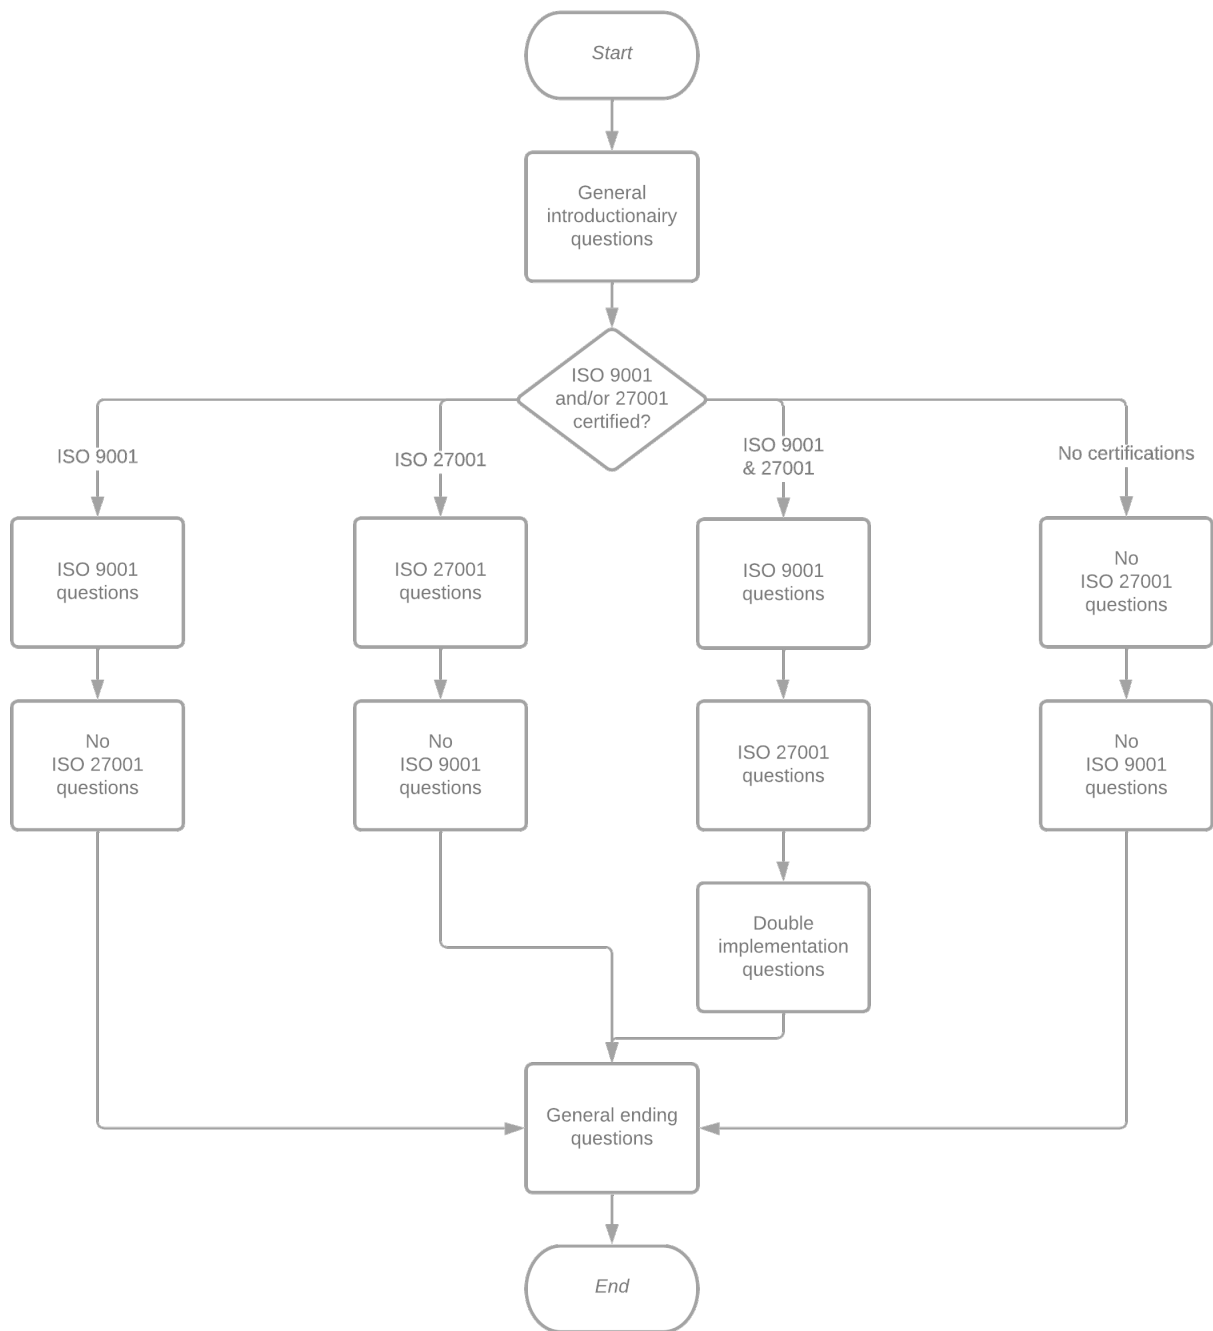 Start
General
introductionairy
questions
ISO 9001
and/or 27001
certified?
ISO 9001
ISO 27001
ISO 9001
& 27001
No certifications
ISO 9001
questions
ISO 27001
questions
ISO 9001
questions
No
ISO 27001
questions
No
ISO 27001
questions
No
ISO 9001
questions
ISO 27001
questions
No
ISO 9001
questions
Double
implementation
questions
General ending
questions
End